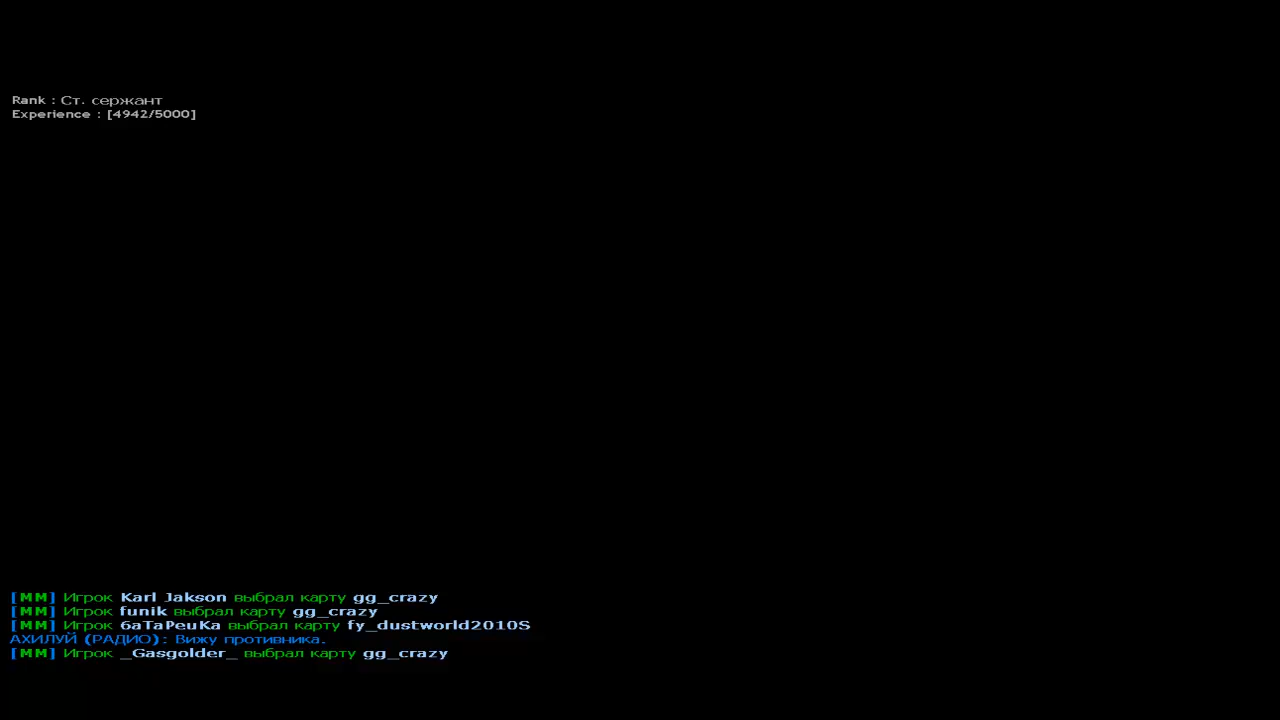 Rank : Ст. сержант
Experience : [4942/5000]
[MM] Игрок Karl Jakson выбрал карту gg_crazy
[MM] Игрок funik выбрал карту gg_crazy
[MM] Игрок 6aTaPeuKa выбрал карту fy_dustworld2010S
АХИЛУЙ (РАДИО): Вижу противника.
[MM] Игрок _Gasgolder_ выбрал карту gg_crazy